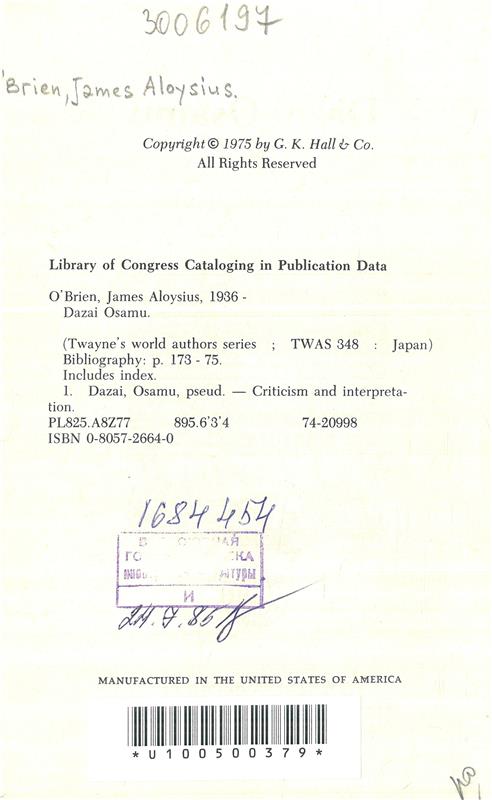 3006197
'Brien, James Aloysius.
Copyright © 1975 by G. K. Hall & Co.
All Rights Reserved
Library of Congress Cataloging in Publication Data
O'Brien, James Aloysius, 1936 -
Dazai Osamu.
(Twayne's world authors series ; TWAS 348 : Japan)
Bibliography: p. 173 - 75.
Includes index.
1. Dazai, Osamu, pseud. — Criticism and interpreta-
tion.
PL825.A8Z77 895.6'3'4 74-20998
ISBN 0-8057-2664-0
1684454
И
MANUFACTURED IN THE UNITED STATES OF AMERICA
*U100500379*